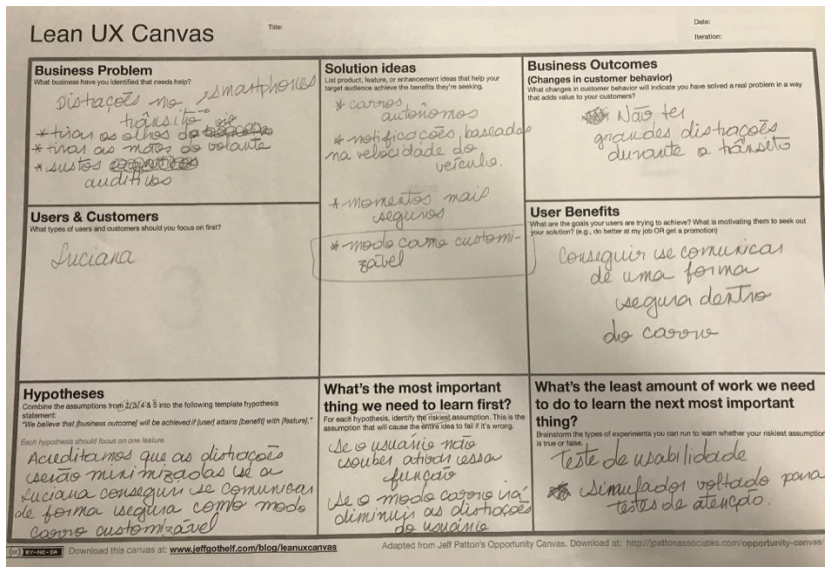 Lean UX Canvas
Title:
Date:
Iteration:
Business Problem
What business have you identified that needs help?
Distrações no smartphones
trânsito
* tirar os olhos da via
* tirar as mãos do volante
* sustos
auditivos
Solution ideas
List product, feature, or enhancement ideas that help your
target audience achieve the benefits they're seeking.
* carros
autônomos
* notificações baseadas
na velocidade do
veículo.
* momentos mais
seguros
* modo carro customi-
zável
Business Outcomes
(Changes in customer behavior)
What changes in customer behavior will indicate you have solved a real problem in a way
that adds value to your customers?
Não ter
grandes distrações
durante o trânsito
Users & Customers
What types of users and customers should you focus on first?
Luciana
User Benefits
What are the goals your users are trying to achieve? What is motivating them to seek out
your solution? (e.g., do better at my job OR get a promotion)
Conseguir se comunicar
de uma forma
segura dentro
do carro
Hypotheses
Combine the assumptions from 2/3/4 & 5 into the following template hypothesis
statement:
"We believe that [business outcome] will be achieved if [user] attains [benefit] with [feature]."
Each hypothesis should focus on one feature.
Acreditamos que as distrações
serão minimizadas se a
Luciana conseguir se comunicar
de forma segura com o modo
carro customizável
What's the most important
thing we need to learn first?
For each hypothesis, identify the riskiest assumption. This is the
assumption that will cause the entire idea to fail if it's wrong.
Se o usuário não
souber ativar essa
função
Se o modo carro irá
diminuir as distrações
do usuário
What's the least amount of work we need
to do to learn the next most important
thing?
Brainstorm the types of experiments you can run to learn whether your riskiest assumption
is true or false.
Teste de usabilidade
simulador voltado para
testes de atenção.
cc BY-NC-SA
Download this canvas at: www.jeffgothelf.com/blog/leanuxcanvas
Adapted from Jeff Patton's Opportunity Canvas. Download at: http://jpattonassociates.com/opportunity-canvas/